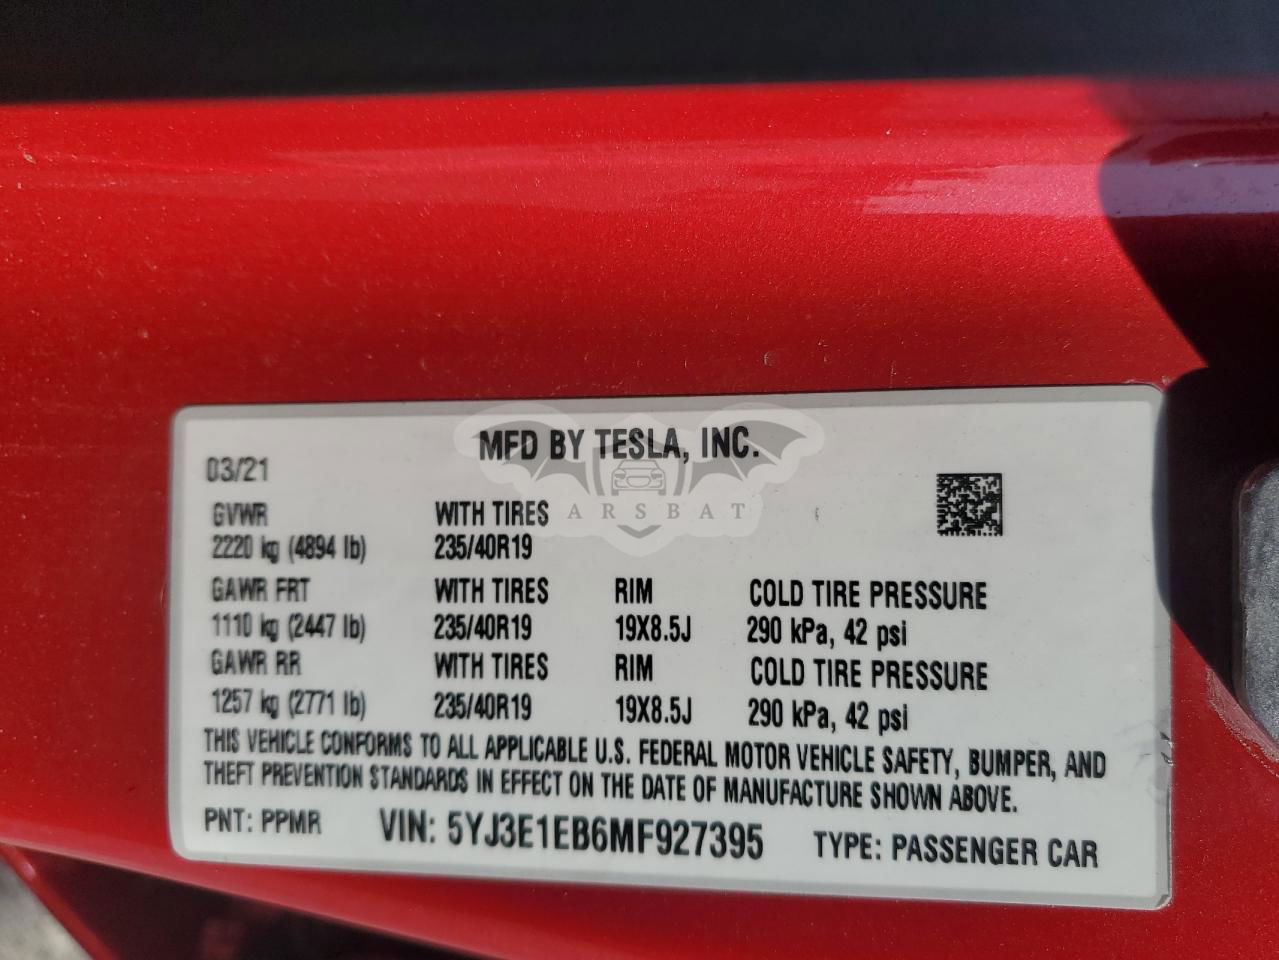 MFD BY TESLA, INC.
03/21
GVWR WITH TIRES
2220 kg (4894 lb) 235/40R19
GAWR FRT WITH TIRES RIM COLD TIRE PRESSURE
1110 kg (2447 lb) 235/40R19 19X8.5J 290 kPa, 42 psi
GAWR RR WITH TIRES RIM COLD TIRE PRESSURE
1257 kg (2771 lb) 235/40R19 19X8.5J 290 kPa, 42 psi
THIS VEHICLE CONFORMS TO ALL APPLICABLE U.S. FEDERAL MOTOR VEHICLE SAFETY, BUMPER, AND
THEFT PREVENTION STANDARDS IN EFFECT ON THE DATE OF MANUFACTURE SHOWN ABOVE.
PNT: PPMR VIN: 5YJ3E1EB6MF927395 TYPE: PASSENGER CAR
ARSBAT